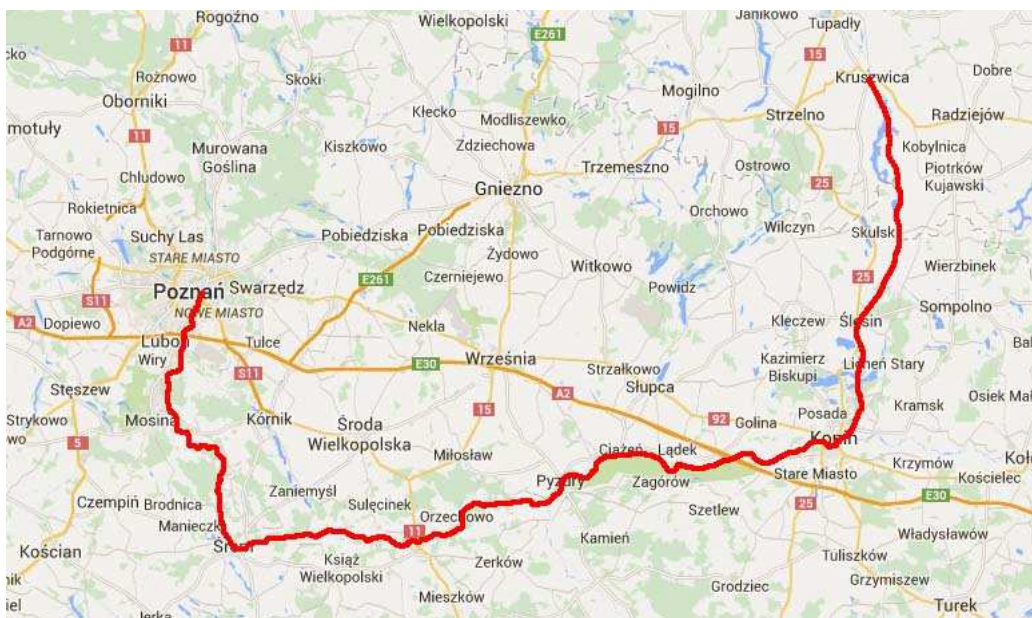 Rogoźno
Wielkopolski
Janikowo
Tupadły
11
E261
15
Rożnowo
Skoki
Kruszwica
Dobre
Oborniki
Kłecko
Mogilno
Modliszewko
Strzelno
Radziejów
motuły
11
Murowana
Goślina
Kiszkowo
Zdziechowa
15
Kobylnica
Chludowo
Trzemeszno
Ostrowo
Piotrków
Kujawski
Gniezno
25
Rokietnica
Orchowo
Tarnowo
Podgórne
Suchy Las
Pobiedziska
Pobiedziska
Wilczyn
Skulsk
STARE MIASTO
Żydowo
Witkowo
Wierzbinek
E261
Czerniejewo
25
Poznań
Swarzędz
Powidz
S11
NOWE MIASTO
Sompolno
A2
Dopiewo
Nekla
Kleczew
Ślesin
Luboń
Tulce
Wiry
E30
Września
Kazimierz
Biskupi
Licheń Stary
Stęszew
S11
Strzałkowo
Słupca
A2
Kramsk
Osiek Mał
Strykowo
Mosina
Kórnik
Środa
Wielkopolska
15
92
Golina
Posada
5
Konin
Miłosław
Ciążeń
Lądek
Krzymów
Stare Miasto
Kościelec
Zaniemyśl
Pyzdry
Zagórów
Czempiń
Brodnica
Sulęcinek
E30
Manieczki
Orzechowo
Szetlew
25
11
Kamień
Władysławów
Kościan
Śrem
Książ
Wielkopolski
Zerków
Tuliszków
Grodziec
Grzymiszew
Mieszków
Turek